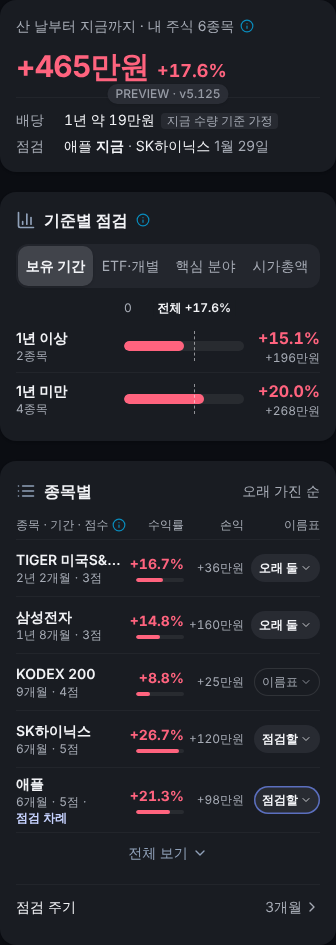 산 날부터 지금까지 · 내 주식 6종목
+465만원 +17.6%
PREVIEW · v5.125
배당 1년 약 19만원 지금 수량 기준 가정
점검 애플 지금 · SK하이닉스 1월 29일
기준별 점검
보유 기간 ETF·개별 핵심 분야 시가총액
0 전체 +17.6%
1년 이상 +15.1%
2종목 +196만원
1년 미만 +20.0%
4종목 +268만원
종목별 오래 가진 순
종목 · 기간 · 점수 수익률 손익 이름표
TIGER 미국S&... +16.7% +36만원 오래 둘
2년 2개월 · 3점
삼성전자 +14.8% +160만원 오래 둘
1년 8개월 · 3점
KODEX 200 +8.8% +25만원 이름표
9개월 · 4점
SK하이닉스 +26.7% +120만원 점검할
6개월 · 5점
애플 +21.3% +98만원 점검할
6개월 · 5점 ·
점검 차례
전체 보기
점검 주기 3개월